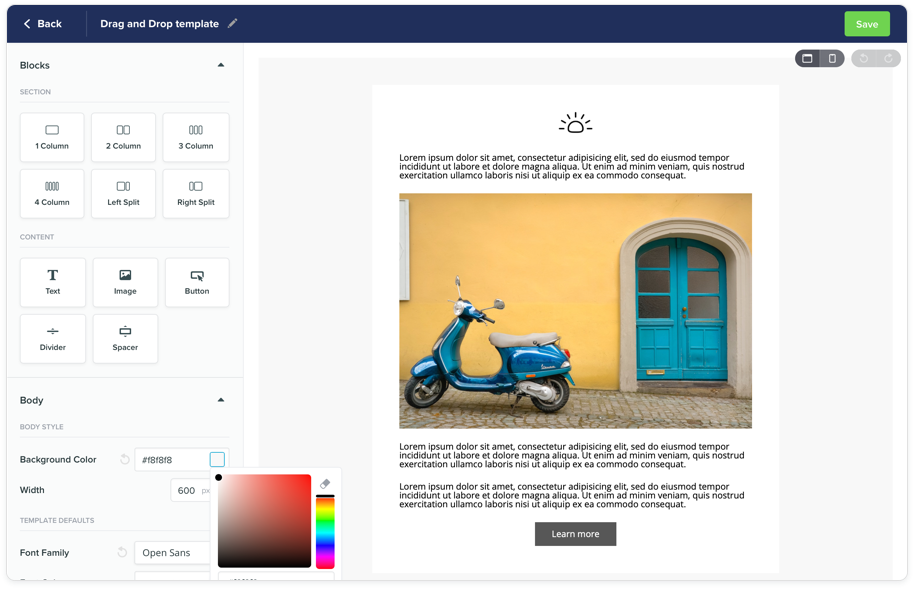 Back
Drag and Drop template
Save
Blocks
SECTION
1 Column
2 Column
3 Column
4 Column
Left Split
Right Split
CONTENT
Text
Image
Button
Divider
Spacer
Body
BODY STYLE
Background Color
#f8f8f8
Width
600 px
TEMPLATE DEFAULTS
Font Family
Open Sans
Lorem ipsum dolor sit amet, consectetur adipisicing elit, sed do eiusmod tempor
incididunt ut labore et dolore magna aliqua. Ut enim ad minim veniam, quis nostrud
exercitation ullamco laboris nisi ut aliquip ex ea commodo consequat.
Lorem ipsum dolor sit amet, consectetur adipisicing elit, sed do eiusmod tempor
incididunt ut labore et dolore magna aliqua. Ut enim ad minim veniam, quis nostrud
exercitation ullamco laboris nisi ut aliquip ex ea commodo consequat.
Lorem ipsum dolor sit amet, consectetur adipisicing elit, sed do eiusmod tempor
incididunt ut labore et dolore magna aliqua. Ut enim ad minim veniam, quis nostrud
exercitation ullamco laboris nisi ut aliquip ex ea commodo consequat.
Learn more